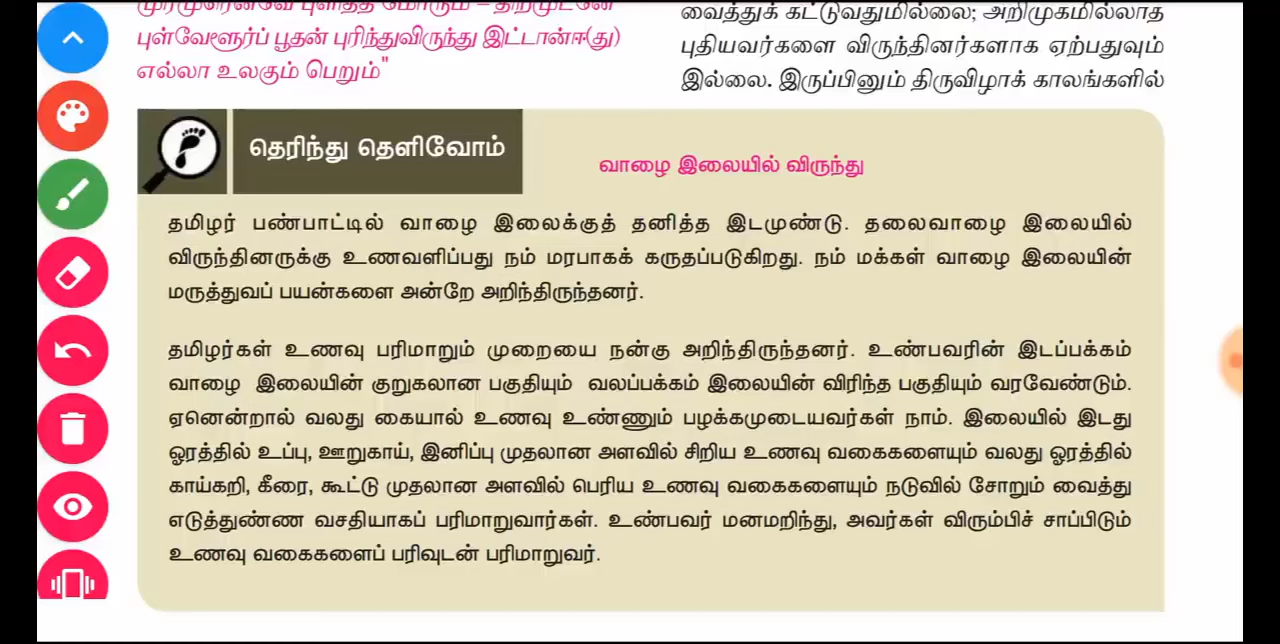 புள்வேளூர்ப் பூதன் புரிந்துவிருந்து இட்டான்ஈ(து)
எல்லா உலகும் பெறும்"
வைத்துக் கட்டுவதுமில்லை; அறிமுகமில்லாத
புதியவர்களை விருந்தினர்களாக ஏற்பதுவும்
இல்லை. இருப்பினும் திருவிழாக் காலங்களில்
தெரிந்து தெளிவோம்
வாழை இலையில் விருந்து
தமிழர் பண்பாட்டில் வாழை இலைக்குத் தனித்த இடமுண்டு. தலைவாழை இலையில்
விருந்தினருக்கு உணவளிப்பது நம் மரபாகக் கருதப்படுகிறது. நம் மக்கள் வாழை இலையின்
மருத்துவப் பயன்களை அன்றே அறிந்திருந்தனர்.
தமிழர்கள் உணவு பரிமாறும் முறையை நன்கு அறிந்திருந்தனர். உண்பவரின் இடப்பக்கம்
வாழை இலையின் குறுகலான பகுதியும் வலப்பக்கம் இலையின் விரிந்த பகுதியும் வரவேண்டும்.
ஏனென்றால் வலது கையால் உணவு உண்ணும் பழக்கமுடையவர்கள் நாம். இலையில் இடது
ஓரத்தில் உப்பு, ஊறுகாய், இனிப்பு முதலான அளவில் சிறிய உணவு வகைகளையும் வலது ஓரத்தில்
காய்கறி, கீரை, கூட்டு முதலான அளவில் பெரிய உணவு வகைகளையும் நடுவில் சோறும் வைத்து
எடுத்துண்ண வசதியாகப் பரிமாறுவார்கள். உண்பவர் மனமறிந்து, அவர்கள் விரும்பிச் சாப்பிடும்
உணவு வகைகளைப் பரிவுடன் பரிமாறுவர்.